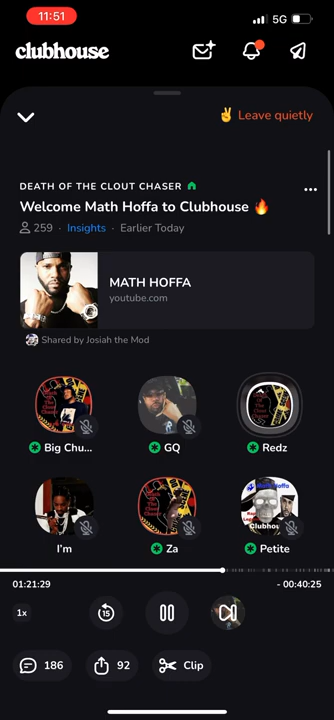 11:51
5G
clubhouse
✌️ Leave quietly
DEATH OF THE CLOUT CHASER
Welcome Math Hoffa to Clubhouse 🔥
259 · Insights · Earlier Today
MATH HOFFA
youtube.com
Shared by Josiah the Mod
Big Chu... GQ Redz
I'm Za Petite
01:21:29 - 00:40:25
1x 15
186 92 Clip